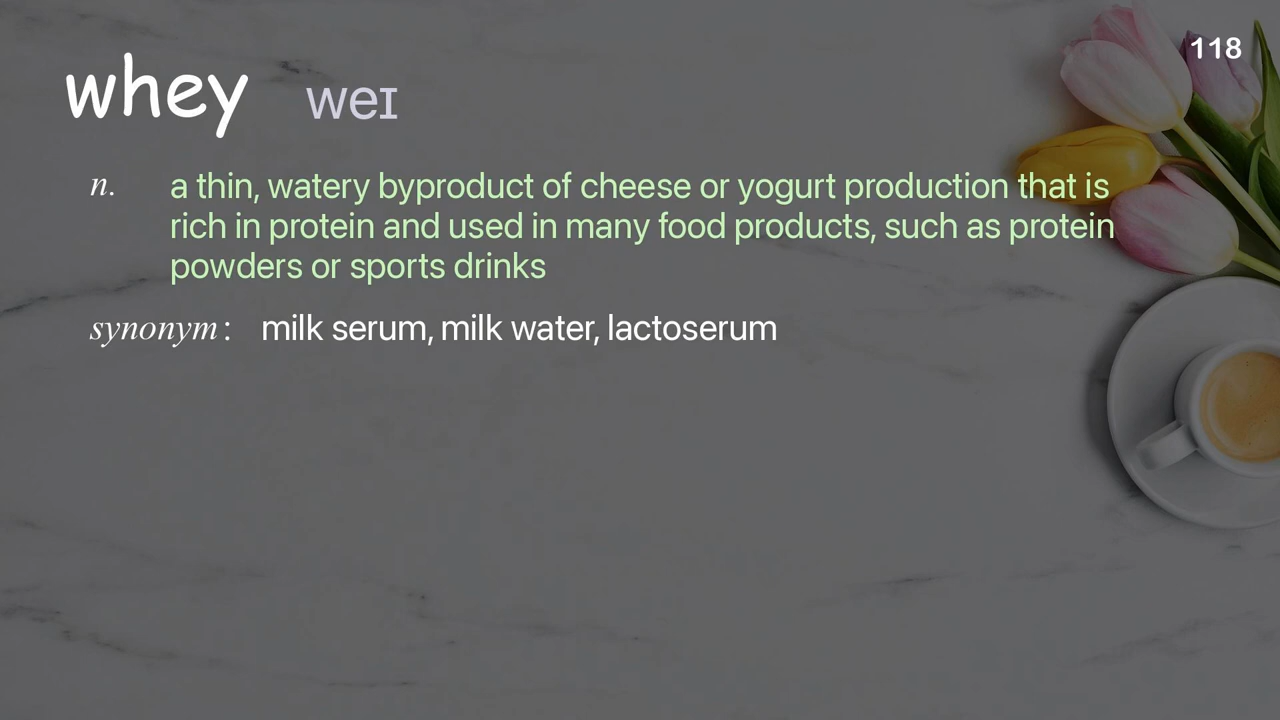 118
whey weɪ
n. a thin, watery byproduct of cheese or yogurt production that is
rich in protein and used in many food products, such as protein
powders or sports drinks
synonym: milk serum, milk water, lactoserum